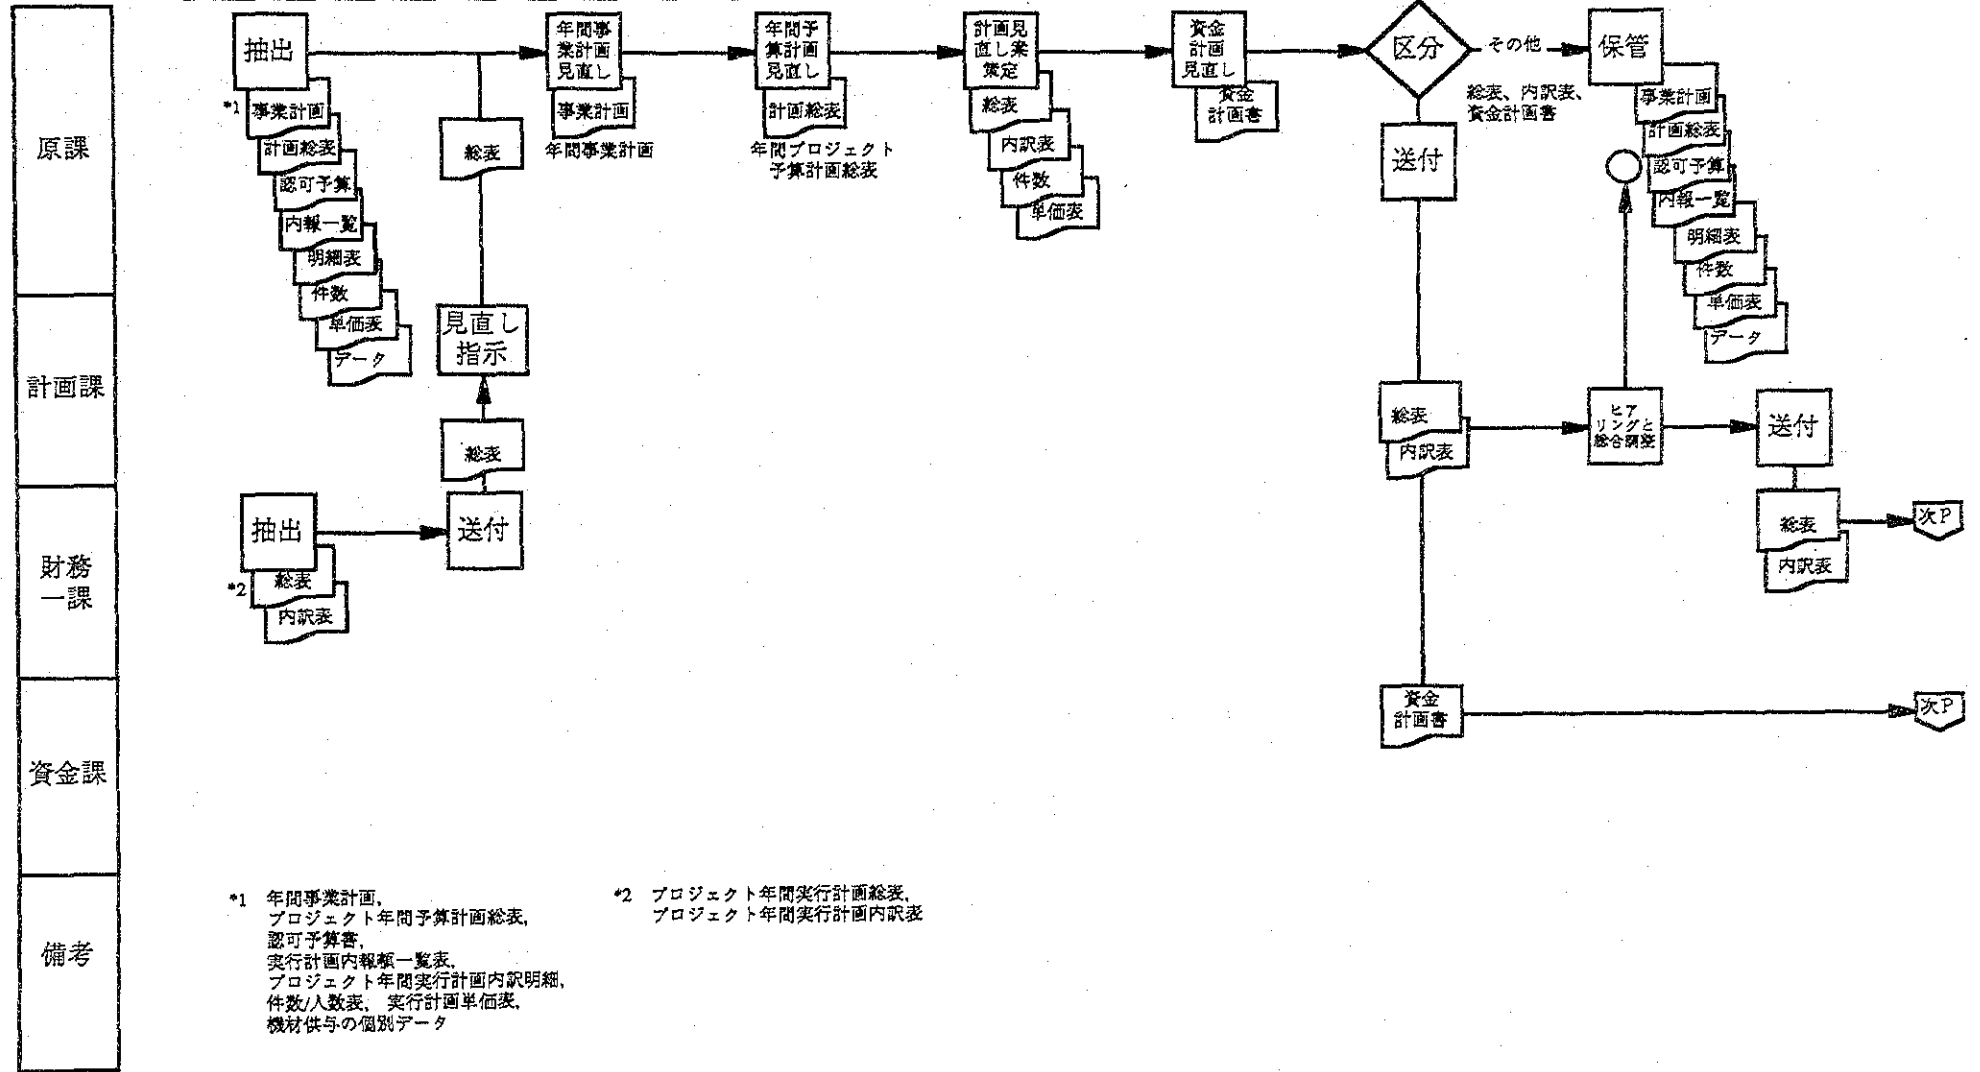 原課
抽出
*1
事業計画
計画総表
認可予算
内報一覧
明細表
件数
単価表
データ
総表
年間事
業計画
見直し
事業計画
年間事業計画
年間予
算計画
見直し
計画総表
年間プロジェクト
予算計画総表
計画見
直し案
策定
総表
内訳表
件数
単価表
資金
計画
見直し
資金
計画書
区分
その他
総表、内訳表、
資金計画書
送付
保管
事業計画
計画総表
認可予算
内報一覧
明細表
件数
単価表
データ
計画課
見直し
指示
総表
総表
内訳表
ヒア
リングと
総合調整
送付
財務
一課
抽出
*2
総表
内訳表
送付
総表
内訳表
次P
資金課
資金
計画書
次P
備考
*1 年間事業計画,
プロジェクト年間予算計画総表,
認可予算書,
実行計画内報額一覧表,
プロジェクト年間実行計画内訳明細,
件数/人数表, 実行計画単価表,
機材供与の個別データ
*2 プロジェクト年間実行計画総表,
プロジェクト年間実行計画内訳表